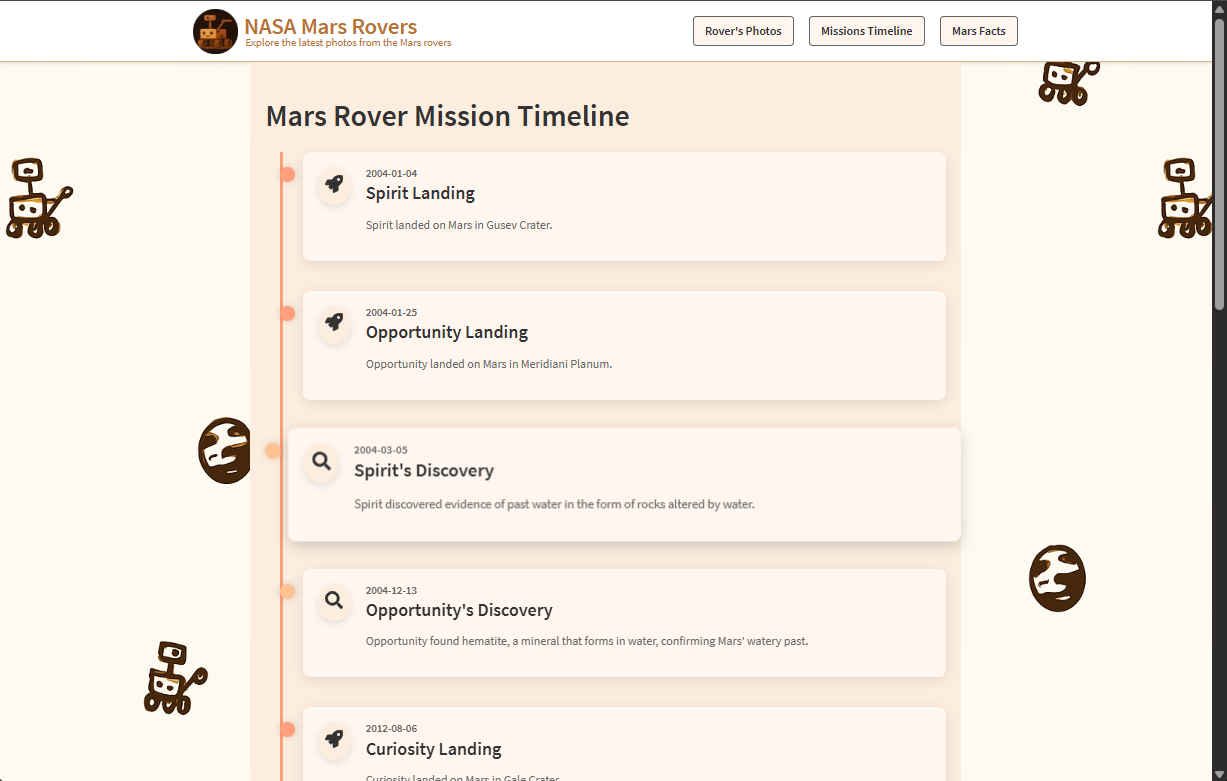 NASA Mars Rovers
Explore the latest photos from the Mars rovers
Rover's Photos
Missions Timeline
Mars Facts
Mars Rover Mission Timeline
2004-01-04
Spirit Landing
Spirit landed on Mars in Gusev Crater.
2004-01-25
Opportunity Landing
Opportunity landed on Mars in Meridiani Planum.
2004-03-05
Spirit's Discovery
Spirit discovered evidence of past water in the form of rocks altered by water.
2004-12-13
Opportunity's Discovery
Opportunity found hematite, a mineral that forms in water, confirming Mars' watery past.
2012-08-06
Curiosity Landing
Curiosity landed on Mars in Gale Crater.